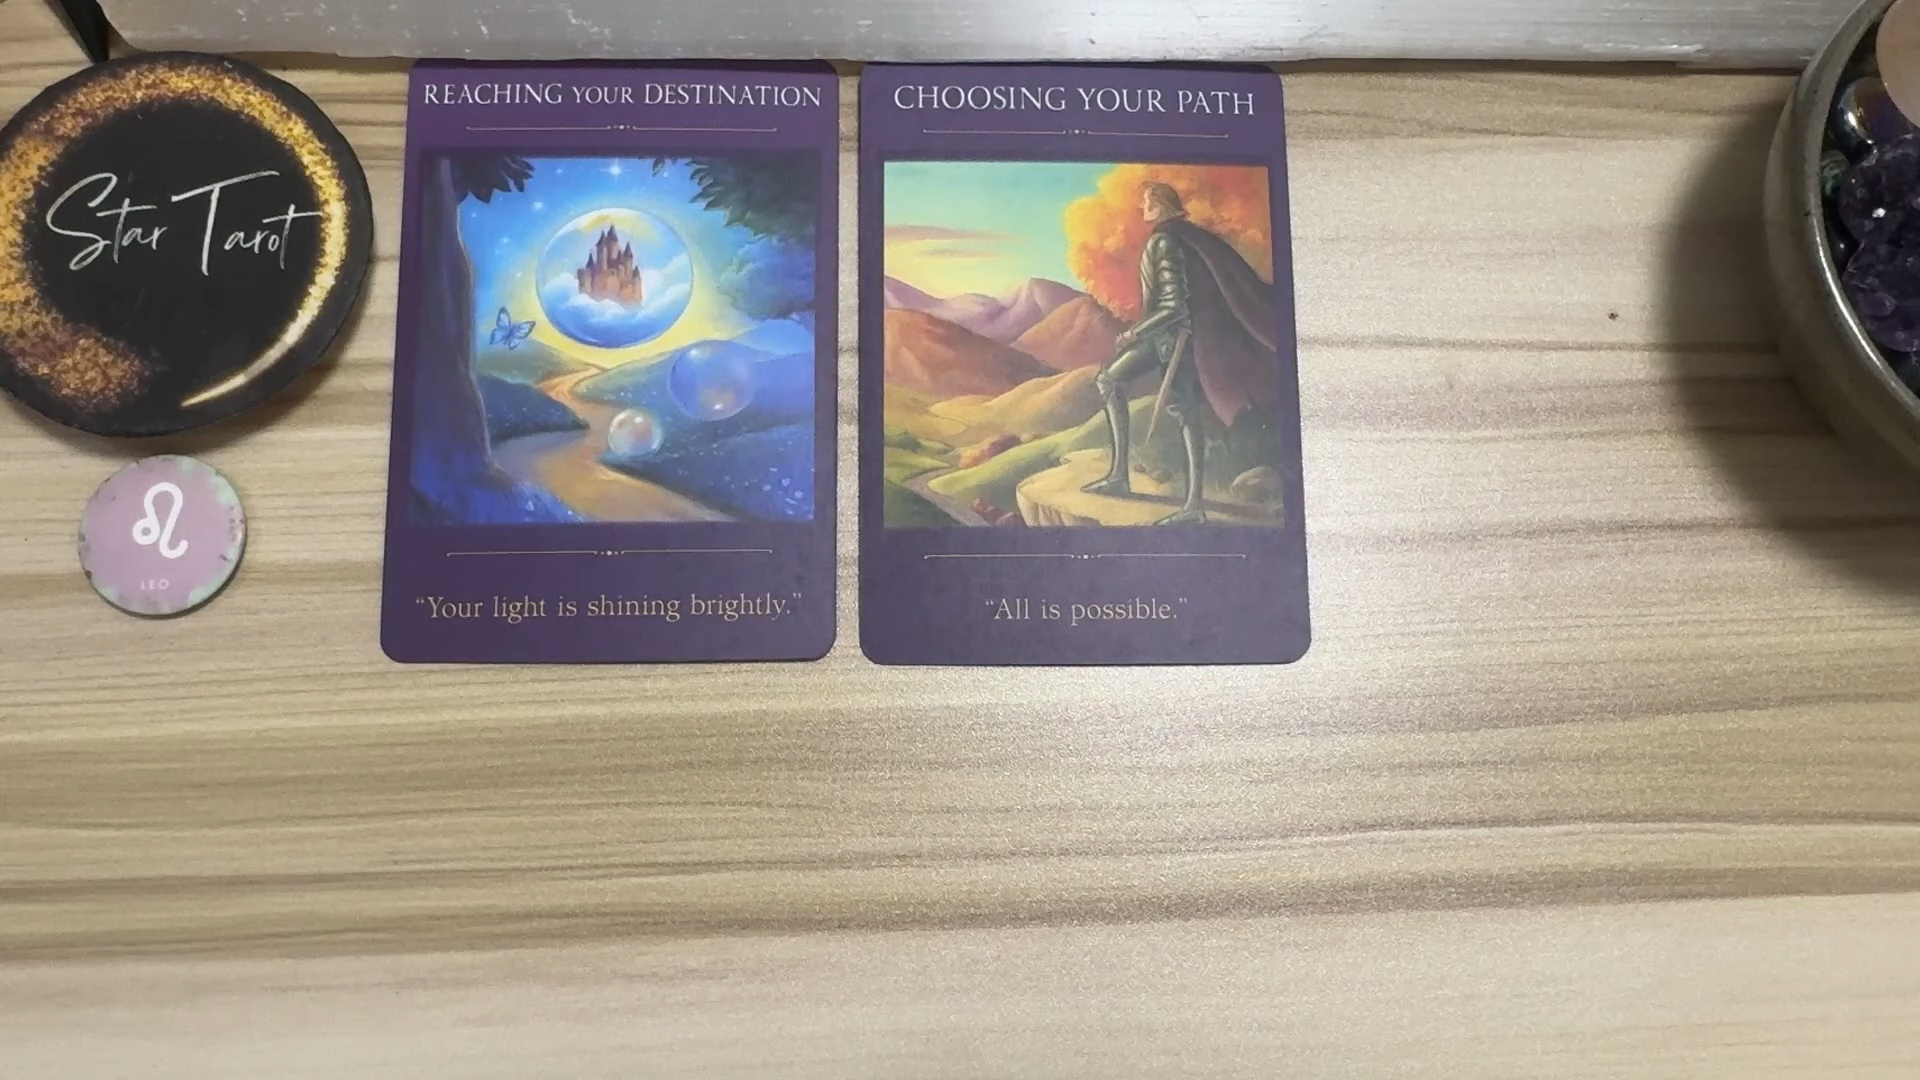 Star Tarot
LEO
REACHING YOUR DESTINATION
"Your light is shining brightly."
CHOOSING YOUR PATH
"All is possible."